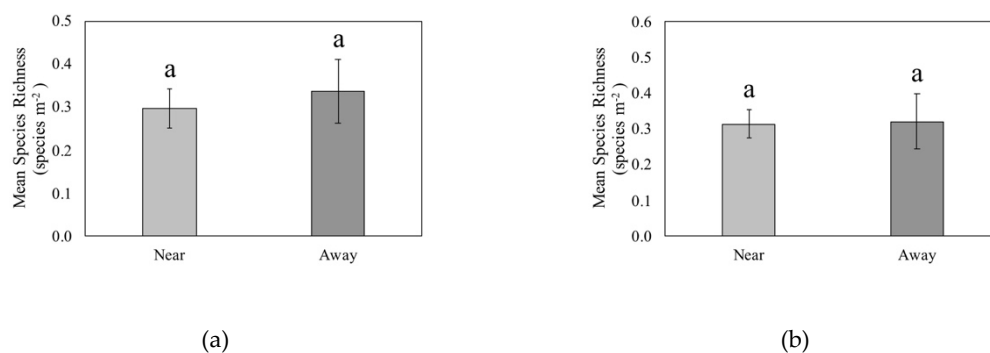 0.5
0.4
0.3
0.2
0.1
0.0
Mean Species Richness
(species m⁻²)
a
a
Near
Away
(a)
0.6
0.5
0.4
0.3
0.2
0.1
0.0
Mean Species Richness
(species m⁻²)
a
a
Near
Away
(b)